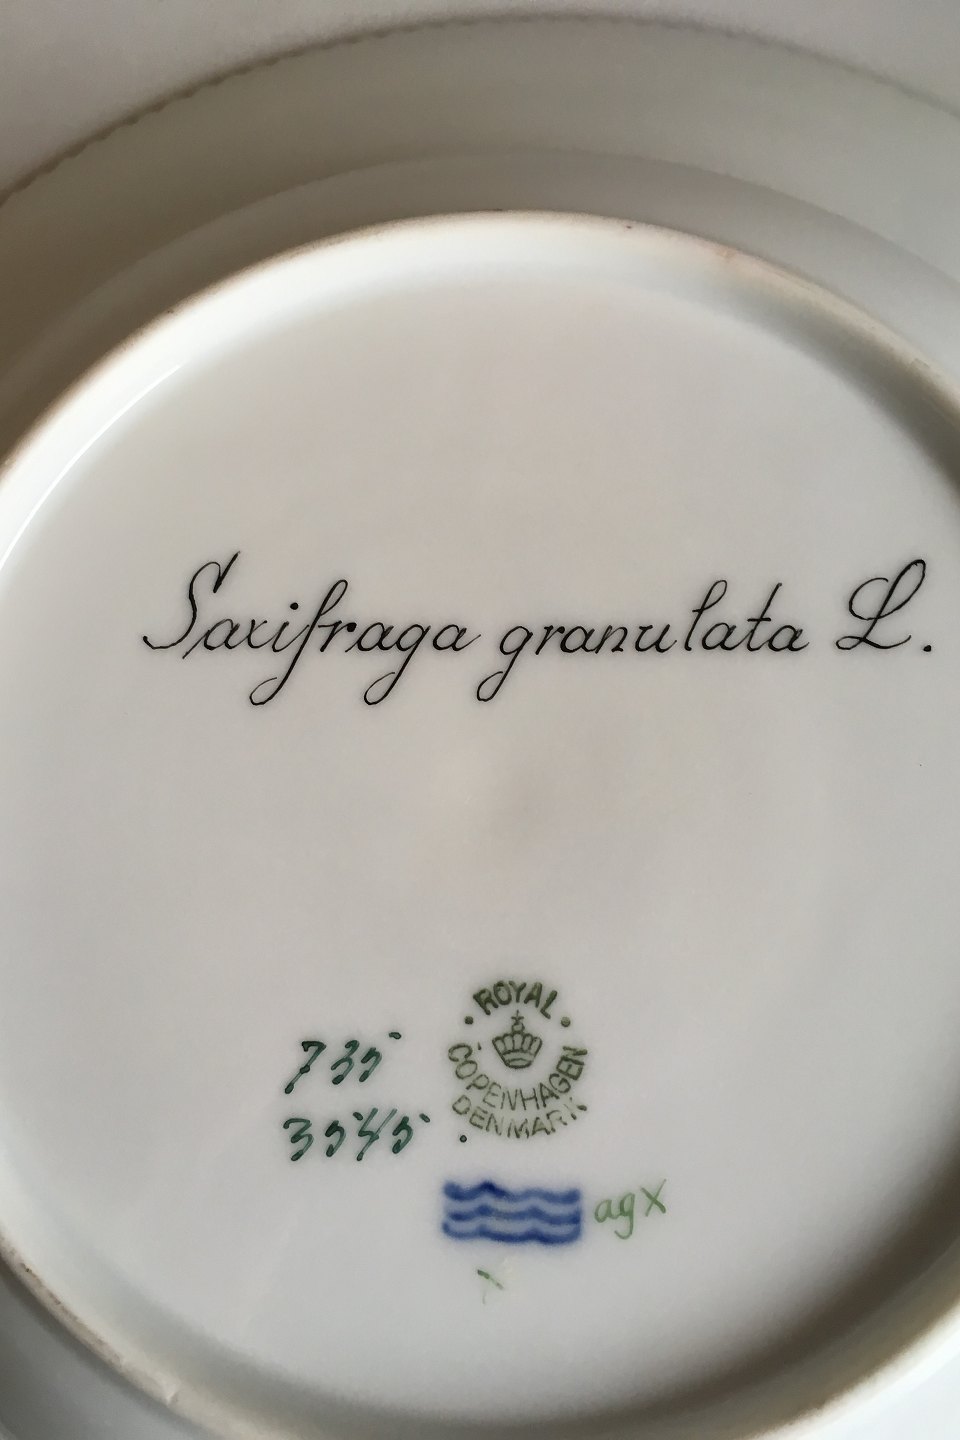 Saxifraga granulata L.
ROYAL
COPENHAGEN
DENMARK
735
3545
agX